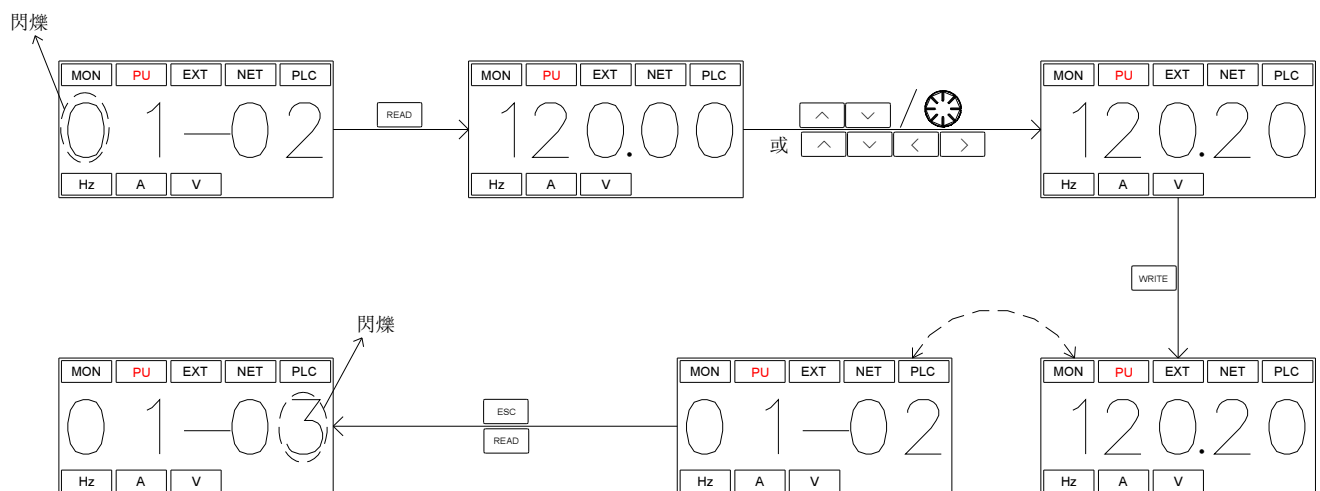 閃爍
MON PU EXT NET PLC
01-02
Hz A V
READ
MON PU EXT NET PLC
120.00
Hz A V
/
或
MON PU EXT NET PLC
120.20
Hz A V
WRITE
MON PU EXT NET PLC
120.20
Hz A V
MON PU EXT NET PLC
01-02
Hz A V
ESC
READ
閃爍
MON PU EXT NET PLC
01-03
Hz A V